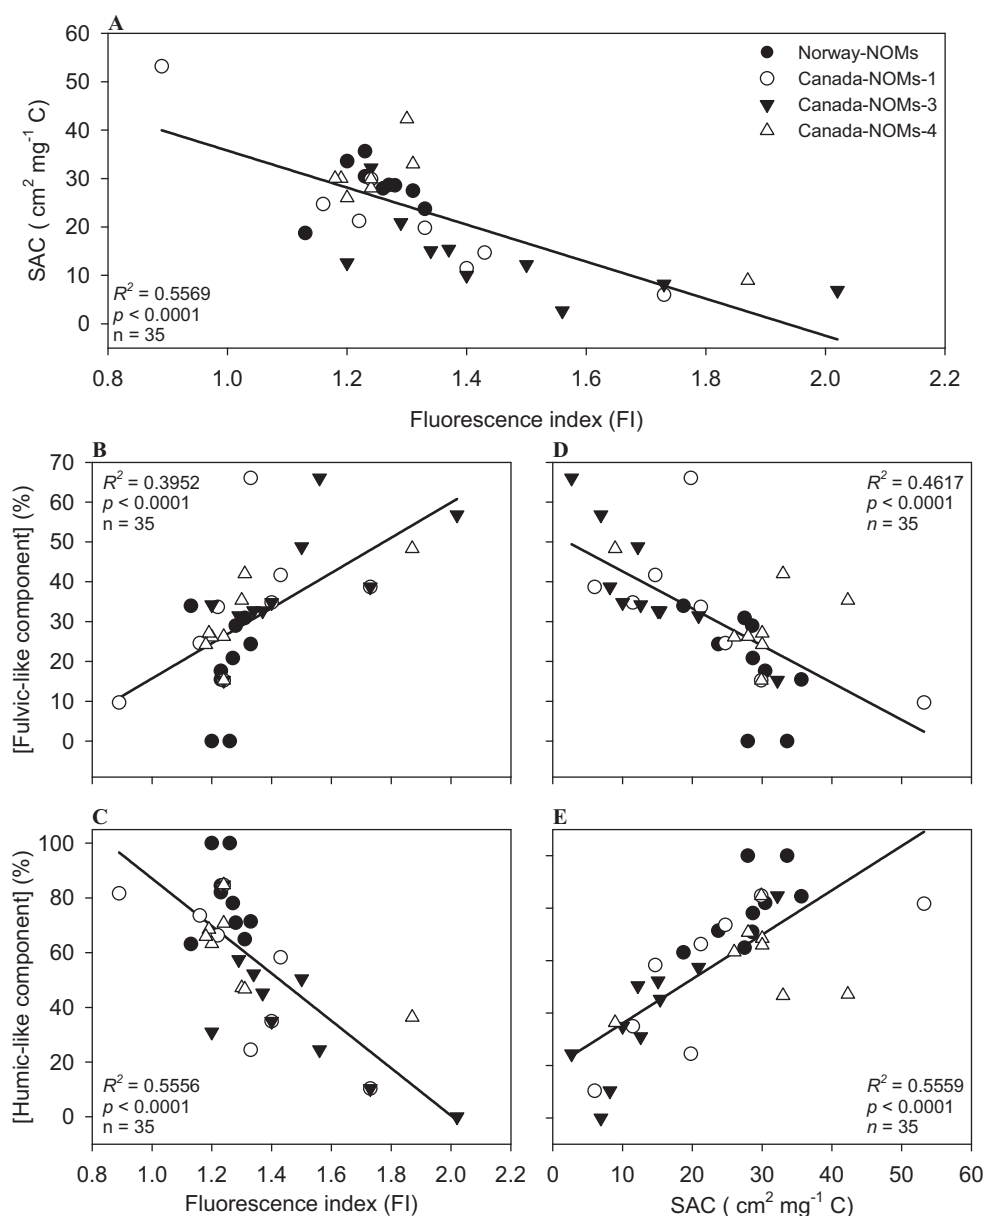 A
60
50
40
30
20
10
0
SAC ( cm² mg⁻¹ C)
Norway-NOMs
Canada-NOMs-1
Canada-NOMs-3
Canada-NOMs-4
R² = 0.5569
p < 0.0001
n = 35
0.8 1.0 1.2 1.4 1.6 1.8 2.0 2.2
Fluorescence index (FI)
B
70
60
50
40
30
20
10
0
[Fulvic-like component] (%)
R² = 0.3952
p < 0.0001
n = 35
D
R² = 0.4617
p < 0.0001
n = 35
C
100
80
60
40
20
0
[Humic-like component] (%)
R² = 0.5556
p < 0.0001
n = 35
0.8 1.0 1.2 1.4 1.6 1.8 2.0 2.2
Fluorescence index (FI)
E
R² = 0.5559
p < 0.0001
n = 35
0 10 20 30 40 50 60
SAC ( cm² mg⁻¹ C)